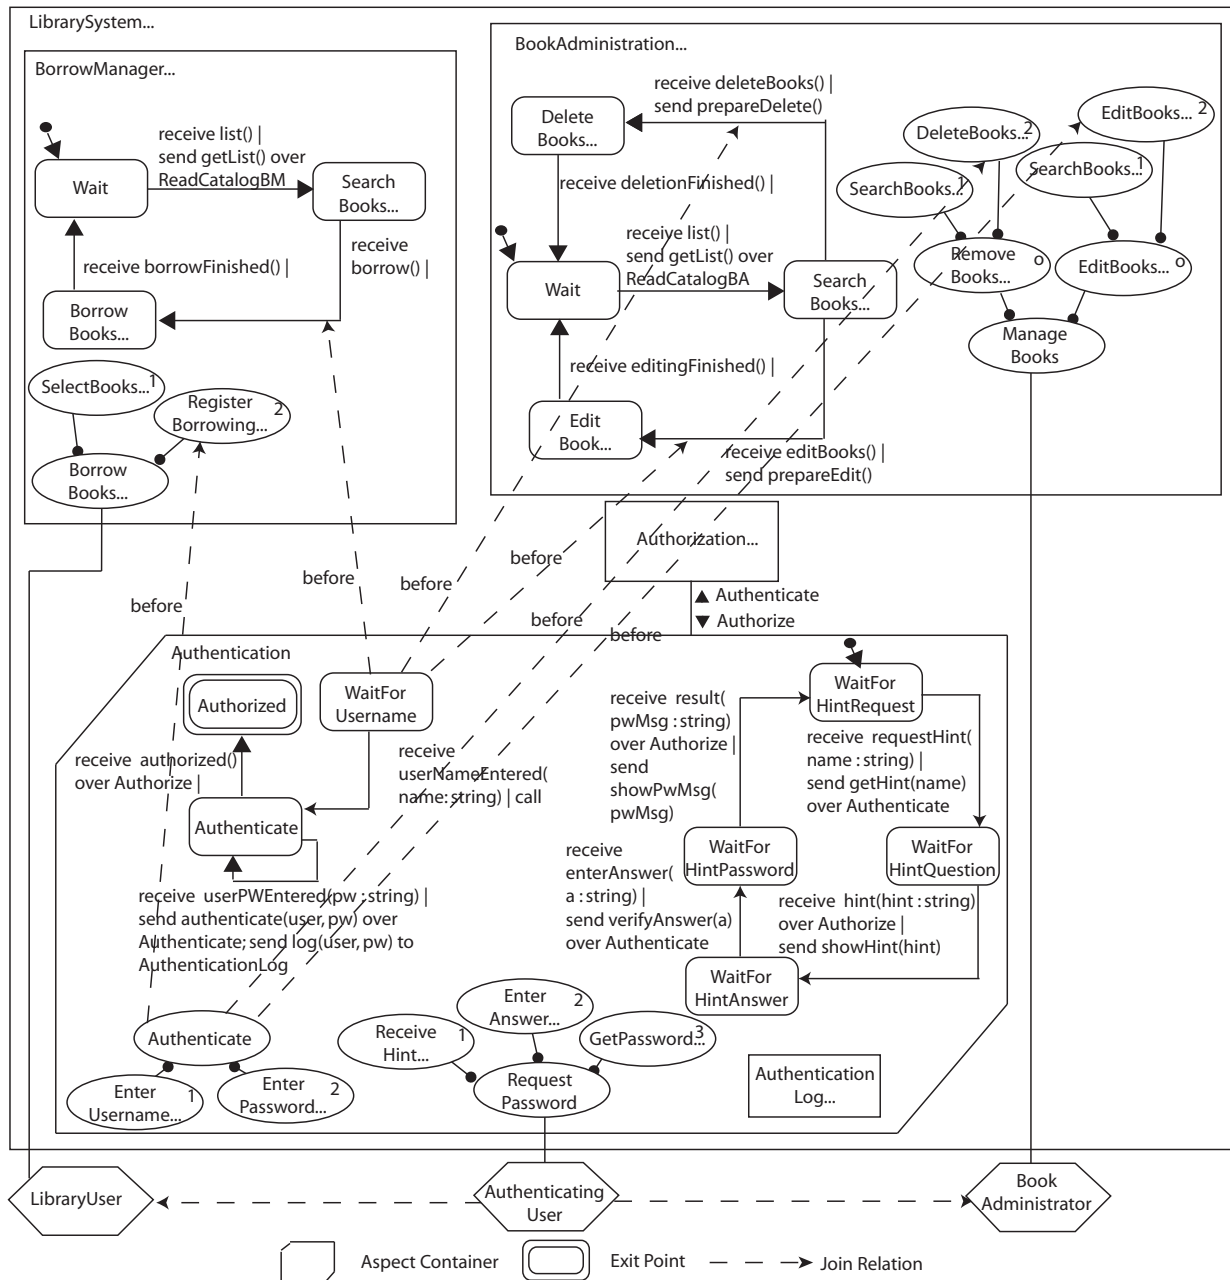 LibrarySystem...
BorrowManager...
receive list() |
send getList() over
ReadCatalogBM
Wait
Search
Books...
receive
borrow() |
receive borrowFinished() |
Borrow
Books...
SelectBooks...
1
Register
Borrowing...
2
Borrow
Books...
BookAdministration...
receive deleteBooks() |
send prepareDelete()
Delete
Books...
receive deletionFinished() |
receive list() |
send getList() over
ReadCatalogBA
Wait
Search
Books...
receive editingFinished() |
Edit
Book...
receive editBooks() |
send prepareEdit()
EditBooks...
2
DeleteBooks...
2
SearchBooks...
1
SearchBooks...
1
Remove
Books...
o
EditBooks...
o
Manage
Books
Authorization...
Authenticate
Authorize
before
before
before
before
before
before
Authentication
Authorized
WaitFor
Username
receive authorized()
over Authorize |
receive
userNameEntered(
name: string) | call
Authenticate
receive userPWEntered(pw : string) |
send authenticate(user, pw) over
Authenticate; send log(user, pw) to
AuthenticationLog
receive result(
pwMsg : string)
over Authorize |
send
showPwMsg(
pwMsg)
WaitFor
HintRequest
receive requestHint(
name : string) |
send getHint(name)
over Authenticate
WaitFor
HintPassword
WaitFor
HintQuestion
receive
enterAnswer(
a : string) |
send verifyAnswer(a)
over Authenticate
receive hint(hint : string)
over Authorize |
send showHint(hint)
WaitFor
HintAnswer
Authenticate
Enter
Username...
1
Enter
Password...
2
Receive
Hint...
1
Enter
Answer...
2
GetPassword...
3
Request
Password
Authentication
Log...
LibraryUser
Authenticating
User
Book
Administrator
Aspect Container
Exit Point
Join Relation